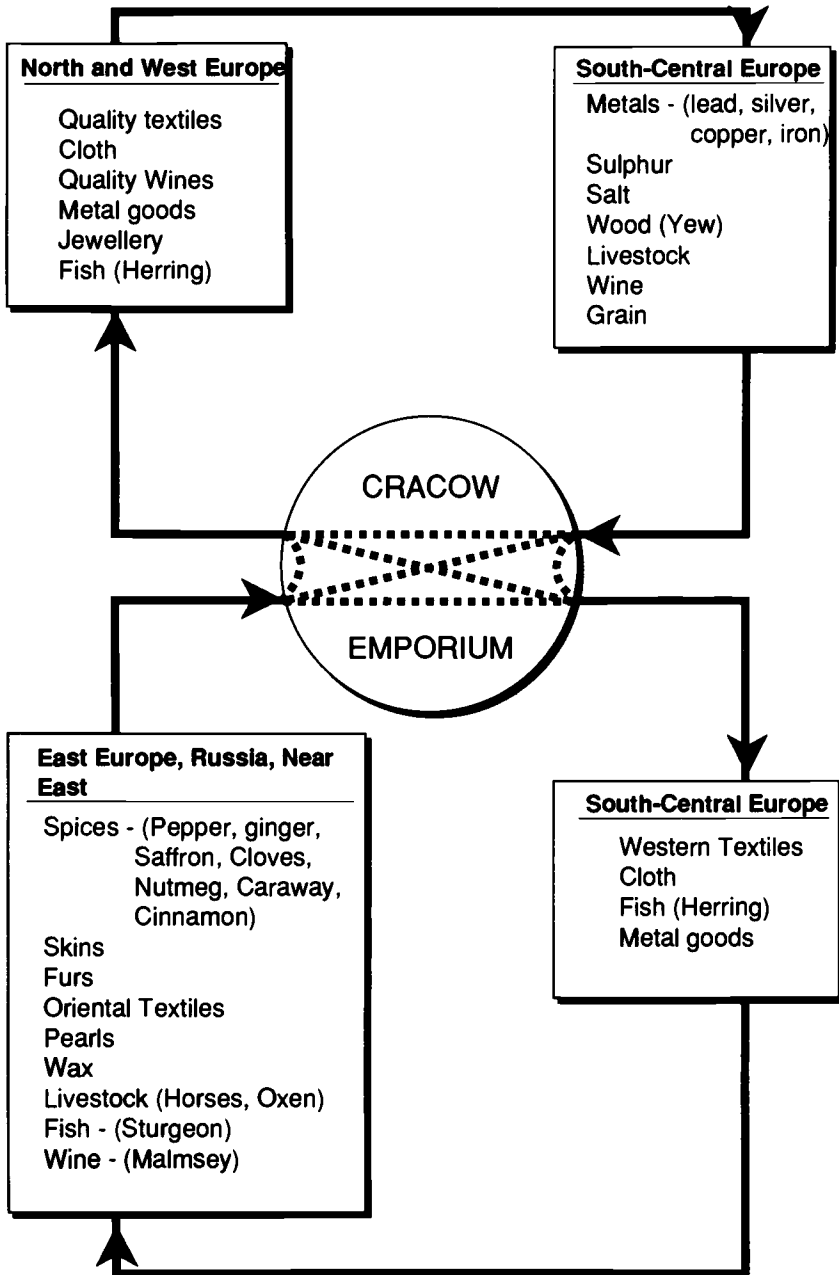 North and West Europe
Quality textiles
Cloth
Quality Wines
Metal goods
Jewellery
Fish (Herring)
South-Central Europe
Metals - (lead, silver,
copper, iron)
Sulphur
Salt
Wood (Yew)
Livestock
Wine
Grain
CRACOW
EMPORIUM
East Europe, Russia, Near
East
Spices - (Pepper, ginger,
Saffron, Cloves,
Nutmeg, Caraway,
Cinnamon)
Skins
Furs
Oriental Textiles
Pearls
Wax
Livestock (Horses, Oxen)
Fish - (Sturgeon)
Wine - (Malmsey)
South-Central Europe
Western Textiles
Cloth
Fish (Herring)
Metal goods